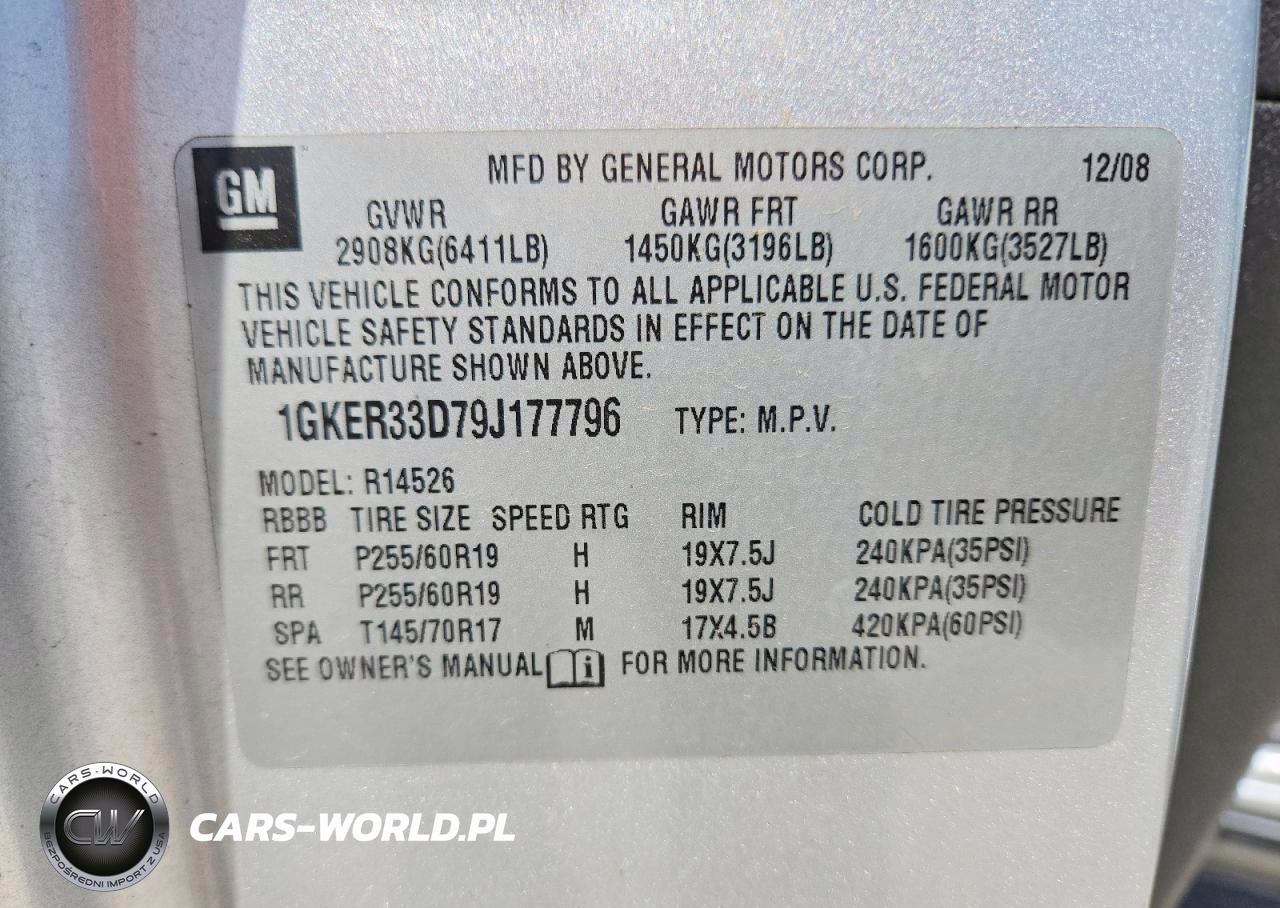 GM
MFD BY GENERAL MOTORS CORP. 12/08
GVWR GAWR FRT GAWR RR
2908KG(6411LB) 1450KG(3196LB) 1600KG(3527LB)
THIS VEHICLE CONFORMS TO ALL APPLICABLE U.S. FEDERAL MOTOR
VEHICLE SAFETY STANDARDS IN EFFECT ON THE DATE OF
MANUFACTURE SHOWN ABOVE.
1GKER33D79J177796 TYPE: M.P.V.
MODEL: R14526
RBBB TIRE SIZE SPEED RTG RIM COLD TIRE PRESSURE
FRT P255/60R19 H 19X7.5J 240KPA(35PSI)
RR P255/60R19 H 19X7.5J 240KPA(35PSI)
SPA T145/70R17 M 17X4.5B 420KPA(60PSI)
SEE OWNER'S MANUAL i FOR MORE INFORMATION.
CARS-WORLD
CW
BEZPOŚREDNI IMPORT Z USA
CARS-WORLD.PL